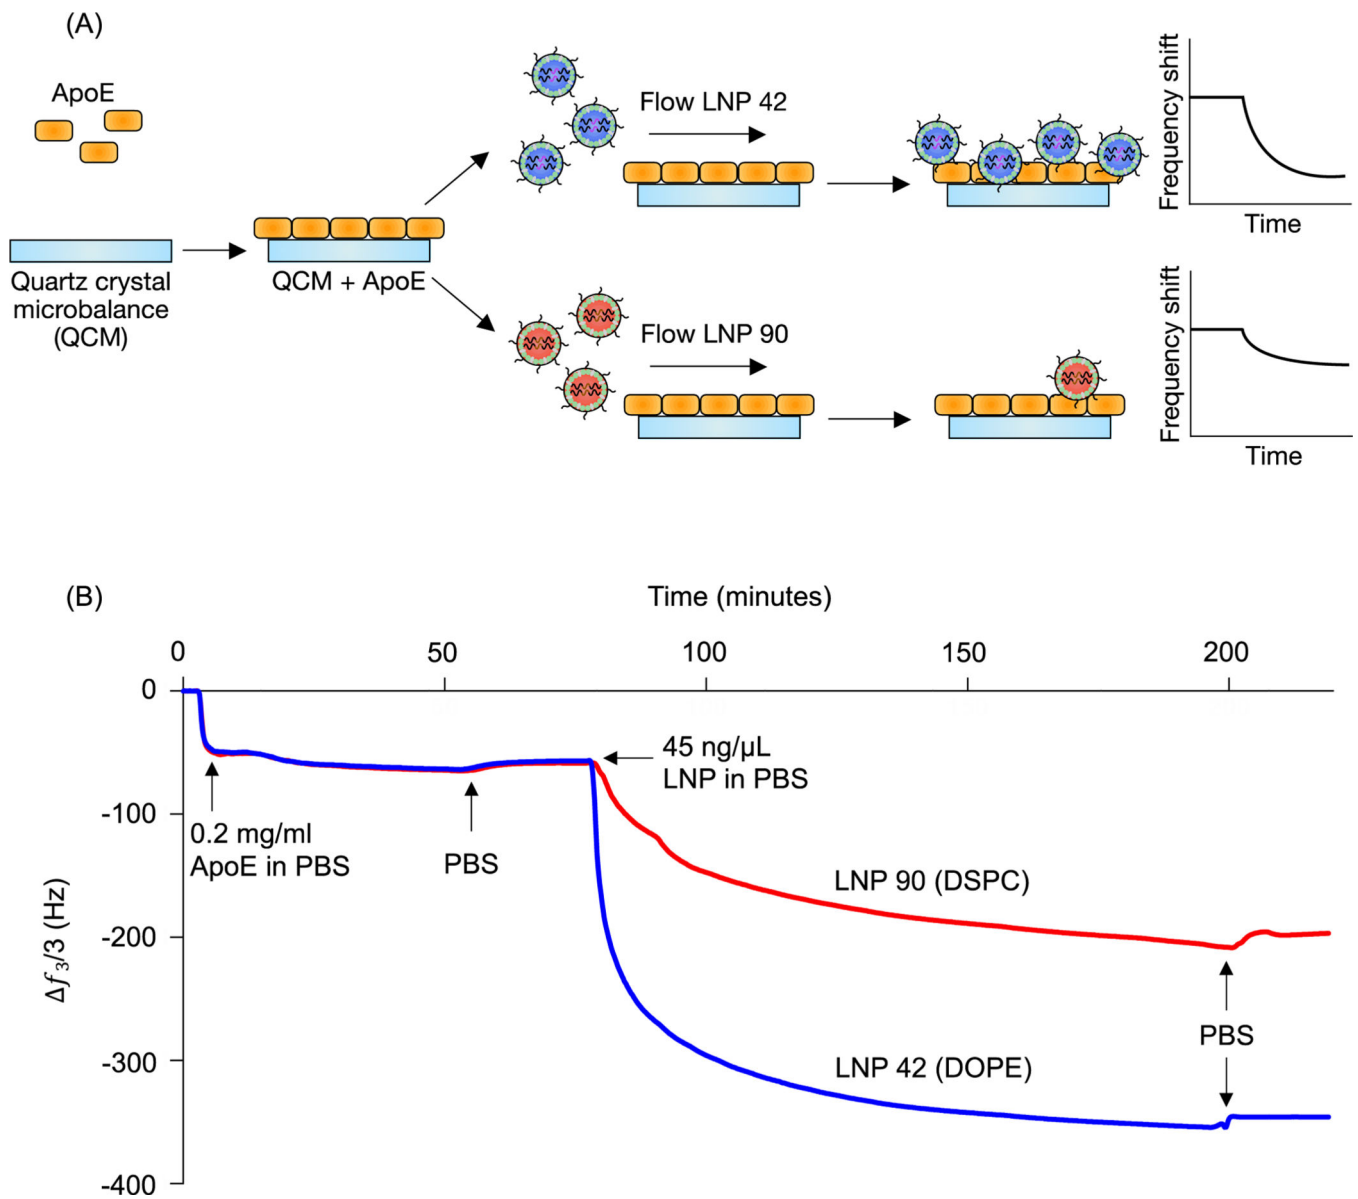 (A)
ApoE
Quartz crystal
microbalance
(QCM)
QCM + ApoE
Flow LNP 42
Frequency shift
Time
Flow LNP 90
Frequency shift
Time
(B)
Time (minutes)
0
50
100
150
200
0
-100
-200
-300
-400
Δf₃/3 (Hz)
0.2 mg/ml
ApoE in PBS
PBS
45 ng/µL
LNP in PBS
LNP 90 (DSPC)
LNP 42 (DOPE)
PBS